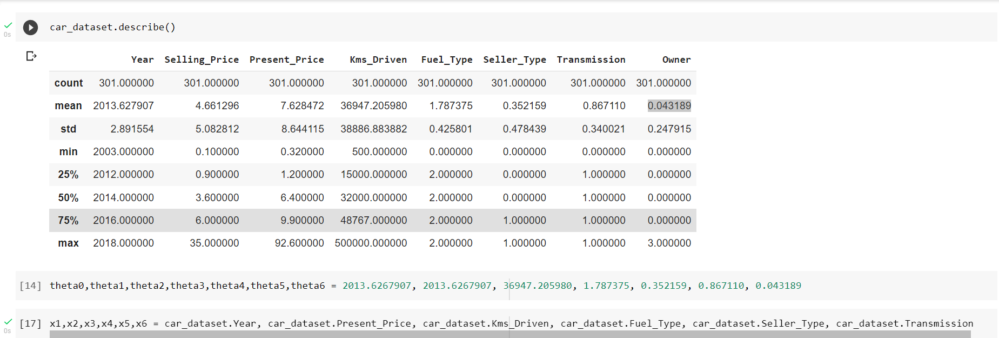 car_dataset.describe()
0s
Year Selling_Price Present_Price Kms_Driven Fuel_Type Seller_Type Transmission Owner
count 301.000000 301.000000 301.000000 301.000000 301.000000 301.000000 301.000000 301.000000
mean 2013.627907 4.661296 7.628472 36947.205980 1.787375 0.352159 0.867110 0.043189
std 2.891554 5.082812 8.644115 38886.883882 0.425801 0.478439 0.340021 0.247915
min 2003.000000 0.100000 0.320000 500.000000 0.000000 0.000000 0.000000 0.000000
25% 2012.000000 0.900000 1.200000 15000.000000 2.000000 0.000000 1.000000 0.000000
50% 2014.000000 3.600000 6.400000 32000.000000 2.000000 0.000000 1.000000 0.000000
75% 2016.000000 6.000000 9.900000 48767.000000 2.000000 1.000000 1.000000 0.000000
max 2018.000000 35.000000 92.600000 500000.000000 2.000000 1.000000 1.000000 3.000000
[14] theta0,theta1,theta2,theta3,theta4,theta5,theta6 = 2013.6267907, 2013.6267907, 36947.205980, 1.787375, 0.352159, 0.867110, 0.043189
[17] x1,x2,x3,x4,x5,x6 = car_dataset.Year, car_dataset.Present_Price, car_dataset.Kms_Driven, car_dataset.Fuel_Type, car_dataset.Seller_Type, car_dataset.Transmission
0s